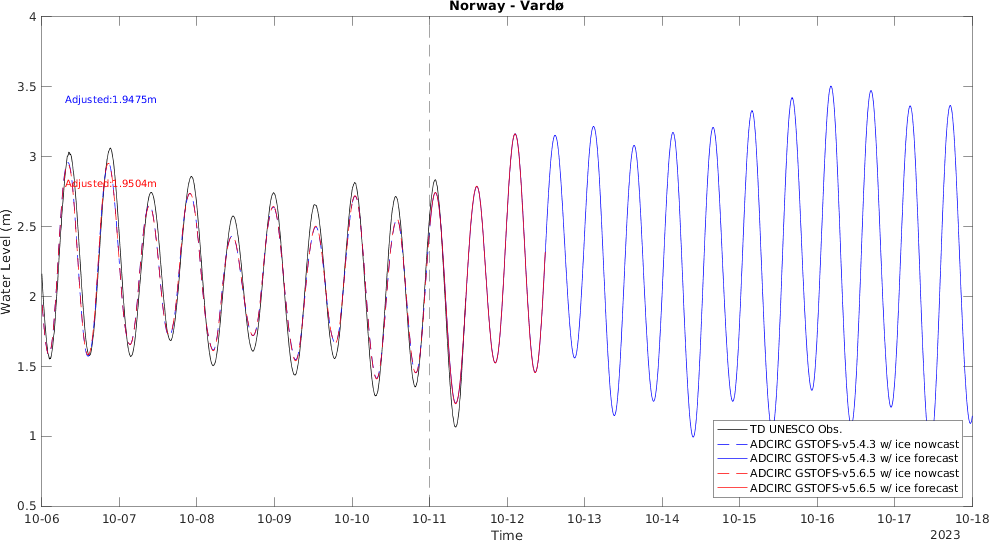 Norway - Vardø
4
3.5
3
2.5
2
1.5
1
0.5
Water Level (m)
Adjusted:1.9475m
Adjusted:1.9504m
TD UNESCO Obs.
ADCIRC GSTOFS-v5.4.3 w/ ice nowcast
ADCIRC GSTOFS-v5.4.3 w/ ice forecast
ADCIRC GSTOFS-v5.6.5 w/ ice nowcast
ADCIRC GSTOFS-v5.6.5 w/ ice forecast
10-06 10-07 10-08 10-09 10-10 10-11 10-12 10-13 10-14 10-15 10-16 10-17 10-18
Time
2023